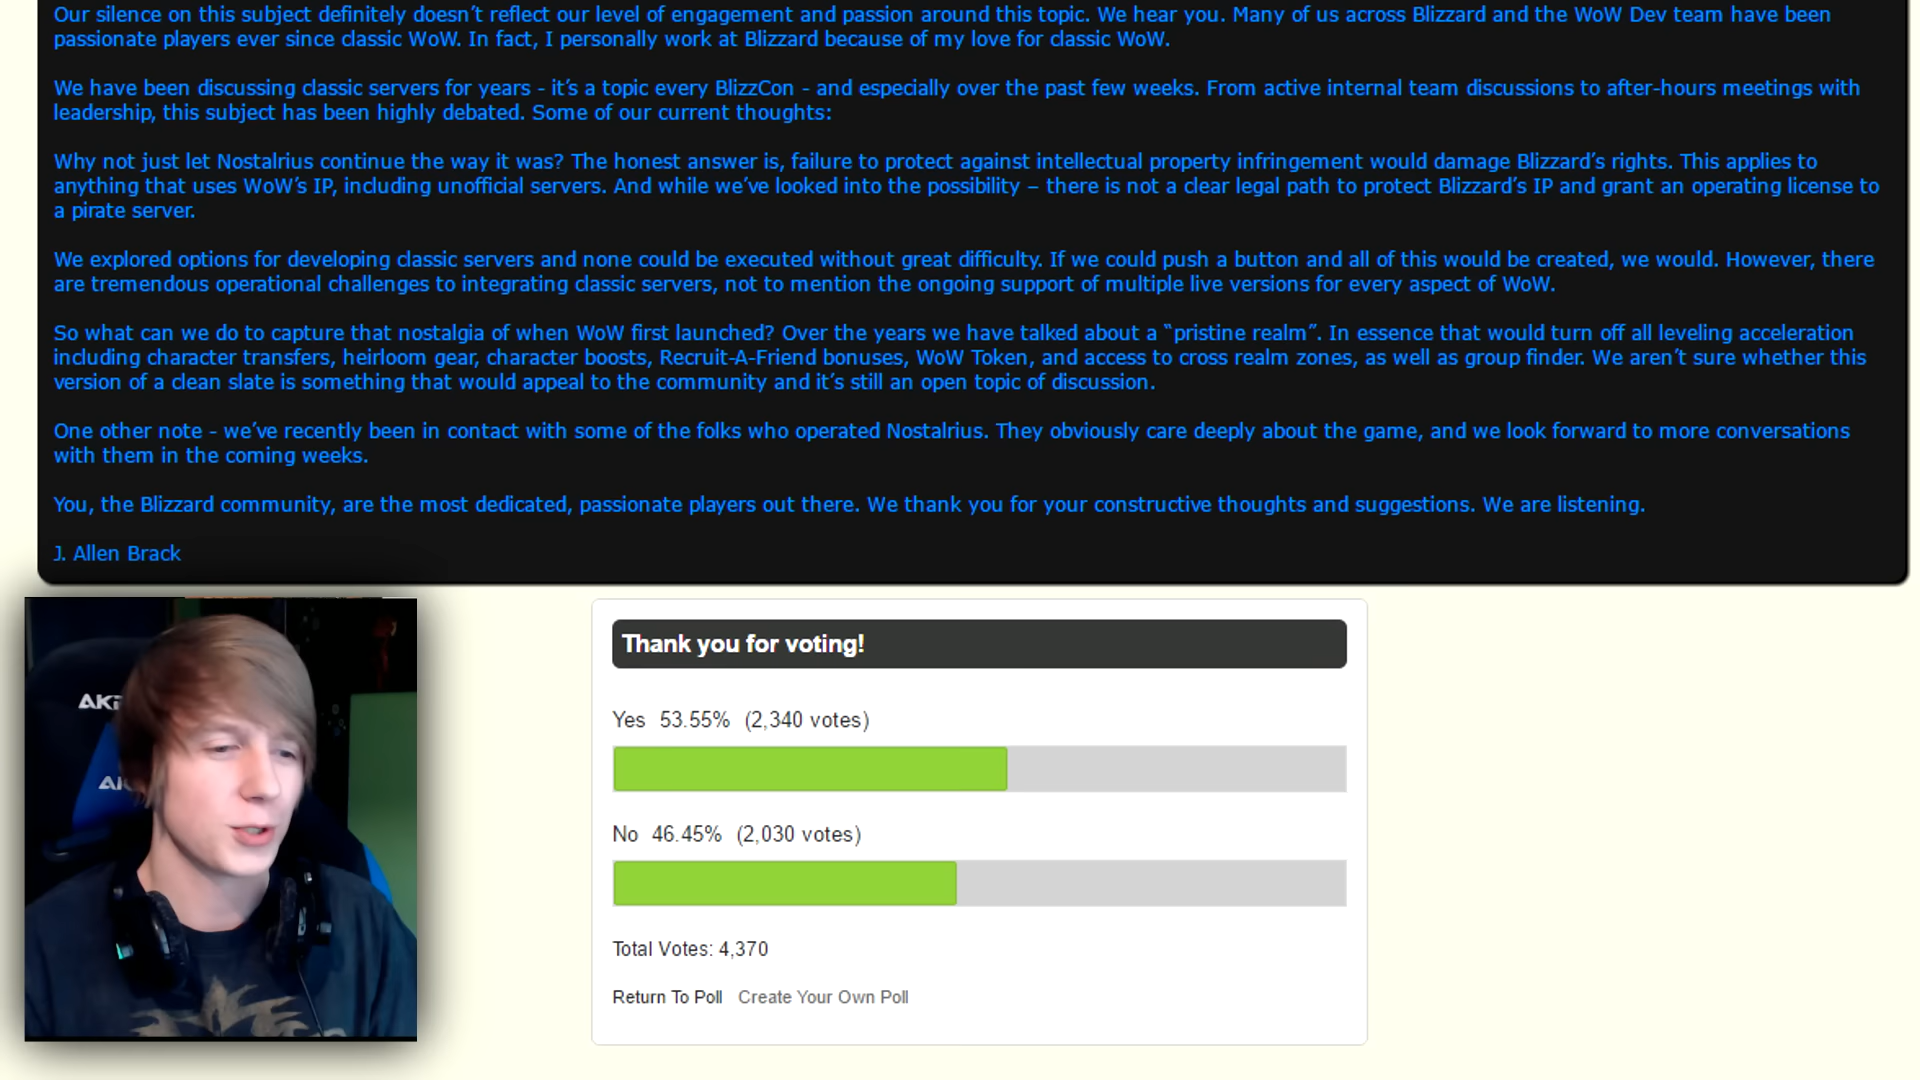 Our silence on this subject definitely doesn’t reflect our level of engagement and passion around this topic. We hear you. Many of us across Blizzard and the WoW Dev team have been
passionate players ever since classic WoW. In fact, I personally work at Blizzard because of my love for classic WoW.
We have been discussing classic servers for years - it’s a topic every BlizzCon - and especially over the past few weeks. From active internal team discussions to after-hours meetings with
leadership, this subject has been highly debated. Some of our current thoughts:
Why not just let Nostalrius continue the way it was? The honest answer is, failure to protect against intellectual property infringement would damage Blizzard’s rights. This applies to
anything that uses WoW’s IP, including unofficial servers. And while we’ve looked into the possibility – there is not a clear legal path to protect Blizzard’s IP and grant an operating license to
a pirate server.
We explored options for developing classic servers and none could be executed without great difficulty. If we could push a button and all of this would be created, we would. However, there
are tremendous operational challenges to integrating classic servers, not to mention the ongoing support of multiple live versions for every aspect of WoW.
So what can we do to capture that nostalgia of when WoW first launched? Over the years we have talked about a “pristine realm”. In essence that would turn off all leveling acceleration
including character transfers, heirloom gear, character boosts, Recruit-A-Friend bonuses, WoW Token, and access to cross realm zones, as well as group finder. We aren’t sure whether this
version of a clean slate is something that would appeal to the community and it’s still an open topic of discussion.
One other note - we’ve recently been in contact with some of the folks who operated Nostalrius. They obviously care deeply about the game, and we look forward to more conversations
with them in the coming weeks.
You, the Blizzard community, are the most dedicated, passionate players out there. We thank you for your constructive thoughts and suggestions. We are listening.
J. Allen Brack
Thank you for voting!
Yes 53.55% (2,340 votes)
No 46.45% (2,030 votes)
Total Votes: 4,370
Return To Poll Create Your Own Poll